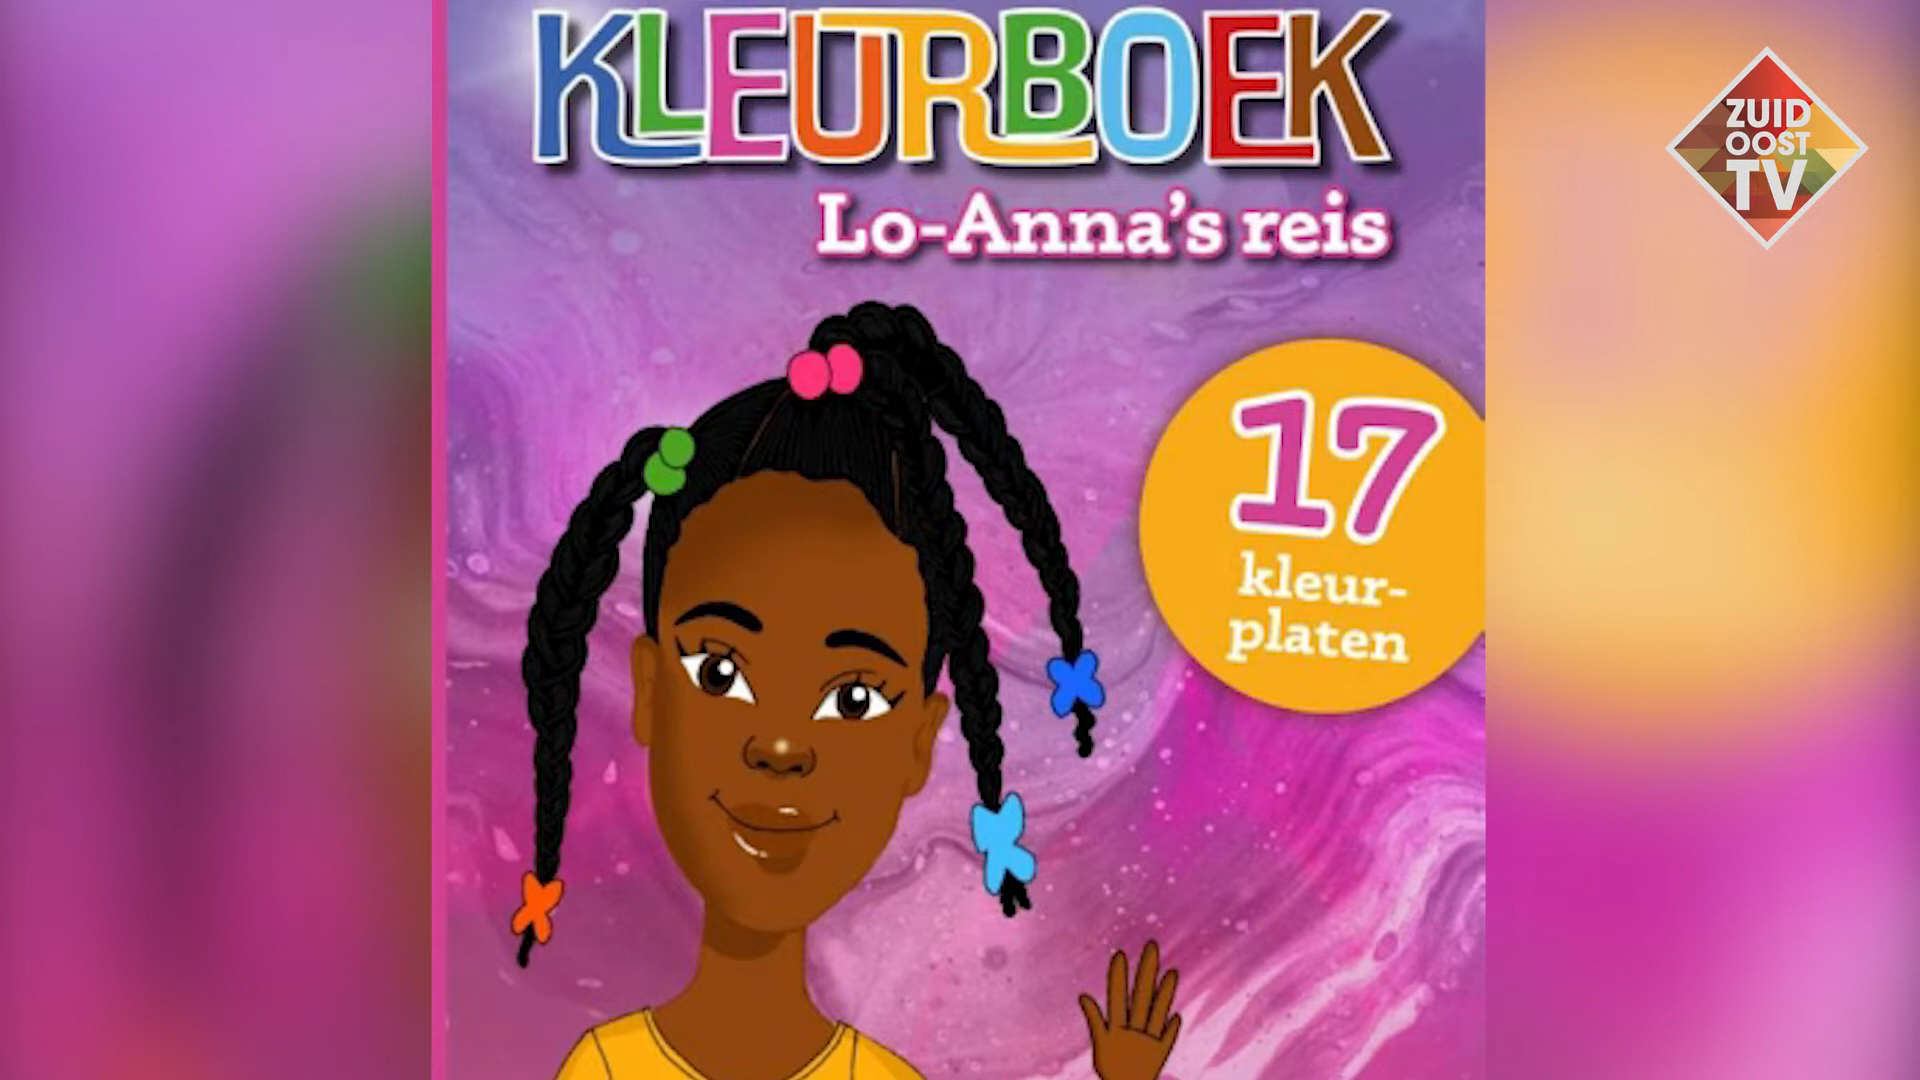 KLEURBOEK
Lo-Anna's reis
17
kleur-
platen
ZUID
OOST
TV